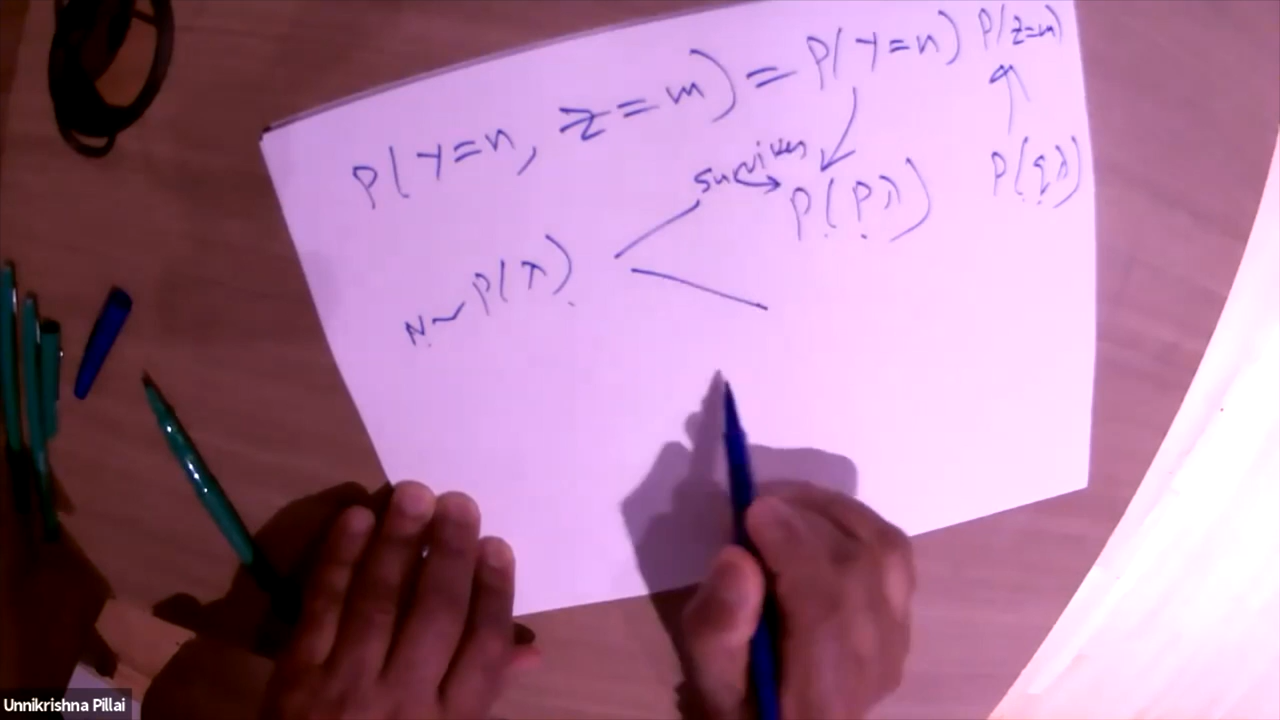 P(Y=n, Z=m) = P(Y=n) P(Z=m)
survives P(pλ) P(qλ)
N~P(λ)
Unnikrishna Pillai